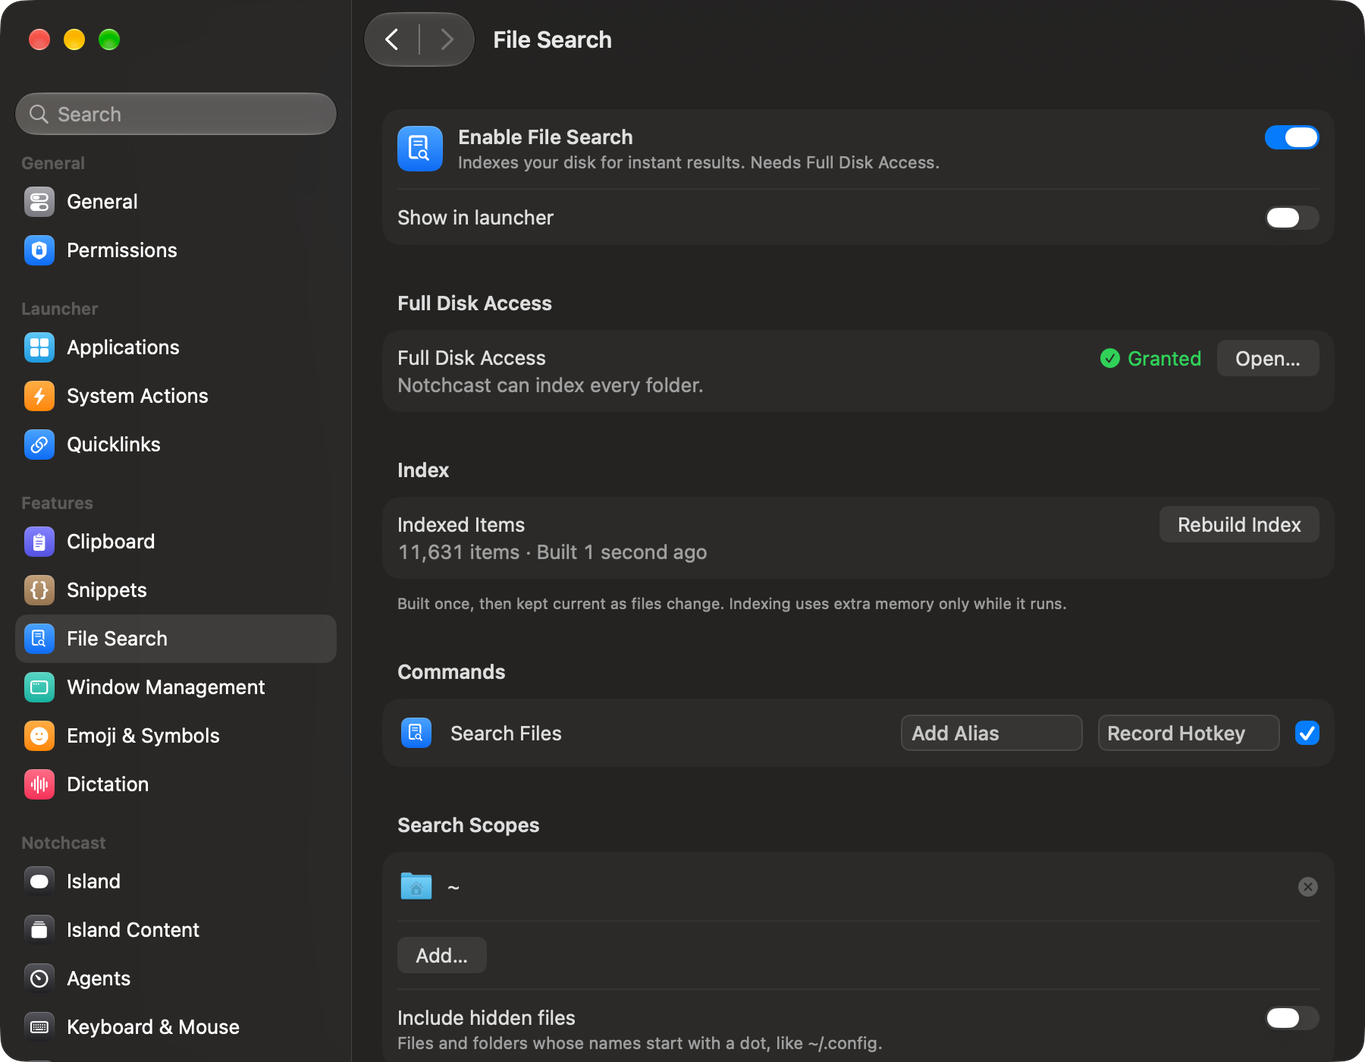 File Search
Search
General
General
Permissions
Launcher
Applications
System Actions
Quicklinks
Features
Clipboard
Snippets
File Search
Window Management
Emoji & Symbols
Dictation
Notchcast
Island
Island Content
Agents
Keyboard & Mouse
Enable File Search
Indexes your disk for instant results. Needs Full Disk Access.
Show in launcher
Full Disk Access
Full Disk Access
Granted
Open...
Notchcast can index every folder.
Index
Indexed Items
Rebuild Index
11,631 items · Built 1 second ago
Built once, then kept current as files change. Indexing uses extra memory only while it runs.
Commands
Search Files
Add Alias
Record Hotkey
Search Scopes
~
Add...
Include hidden files
Files and folders whose names start with a dot, like ~/.config.